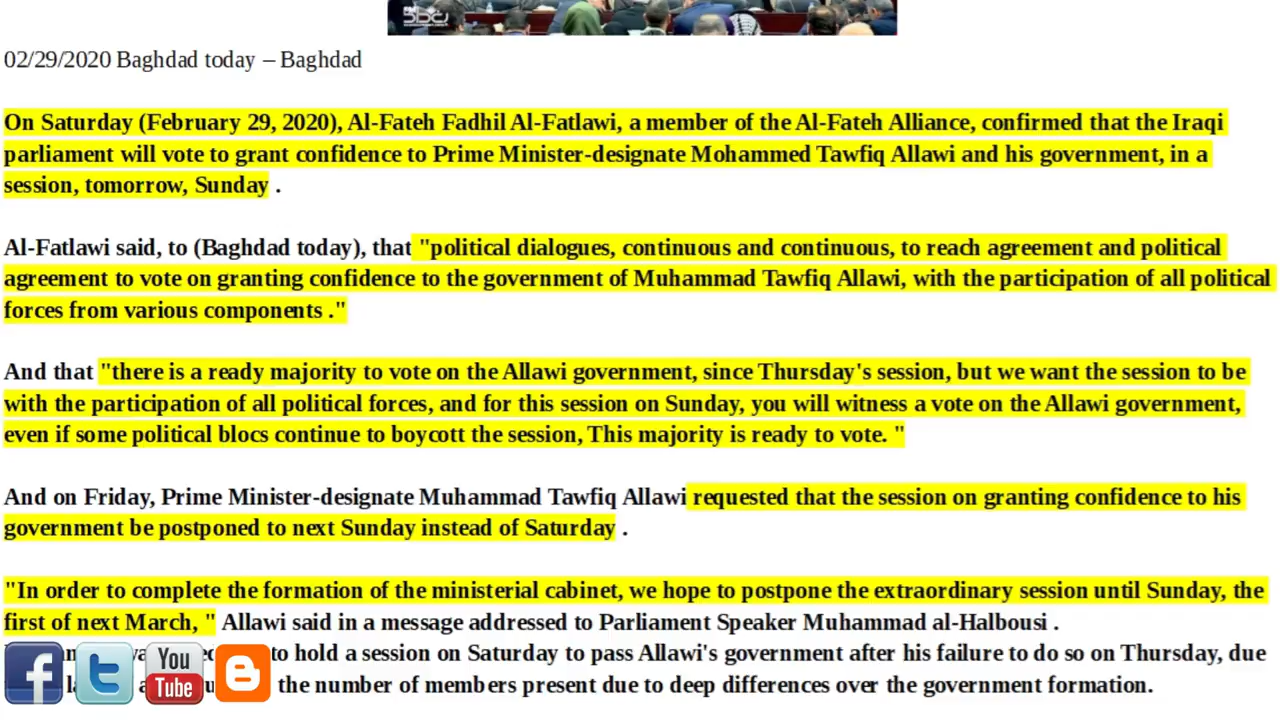 02/29/2020 Baghdad today – Baghdad
On Saturday (February 29, 2020), Al-Fateh Fadhil Al-Fatlawi, a member of the Al-Fateh Alliance, confirmed that the Iraqi
parliament will vote to grant confidence to Prime Minister-designate Mohammed Tawfiq Allawi and his government, in a
session, tomorrow, Sunday .
Al-Fatlawi said, to (Baghdad today), that "political dialogues, continuous and continuous, to reach agreement and political
agreement to vote on granting confidence to the government of Muhammad Tawfiq Allawi, with the participation of all political
forces from various components ."
And that "there is a ready majority to vote on the Allawi government, since Thursday's session, but we want the session to be
with the participation of all political forces, and for this session on Sunday, you will witness a vote on the Allawi government,
even if some political blocs continue to boycott the session, This majority is ready to vote. "
And on Friday, Prime Minister-designate Muhammad Tawfiq Allawi requested that the session on granting confidence to his
government be postponed to next Sunday instead of Saturday .
"In order to complete the formation of the ministerial cabinet, we hope to postpone the extraordinary session until Sunday, the
first of next March, " Allawi said in a message addressed to Parliament Speaker Muhammad al-Halbousi .
to hold a session on Saturday to pass Allawi's government after his failure to do so on Thursday, due
the number of members present due to deep differences over the government formation.
You
Tube